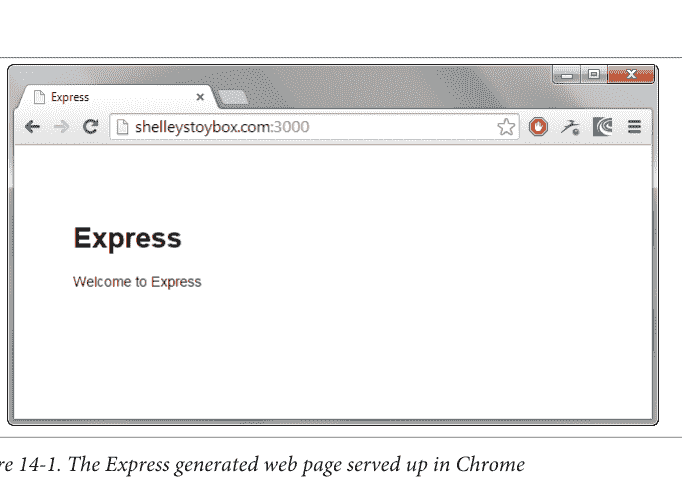 Express
shelleystoybox.com:3000
Express
Welcome to Express
re 14-1. The Express generated web page served up in Chrome